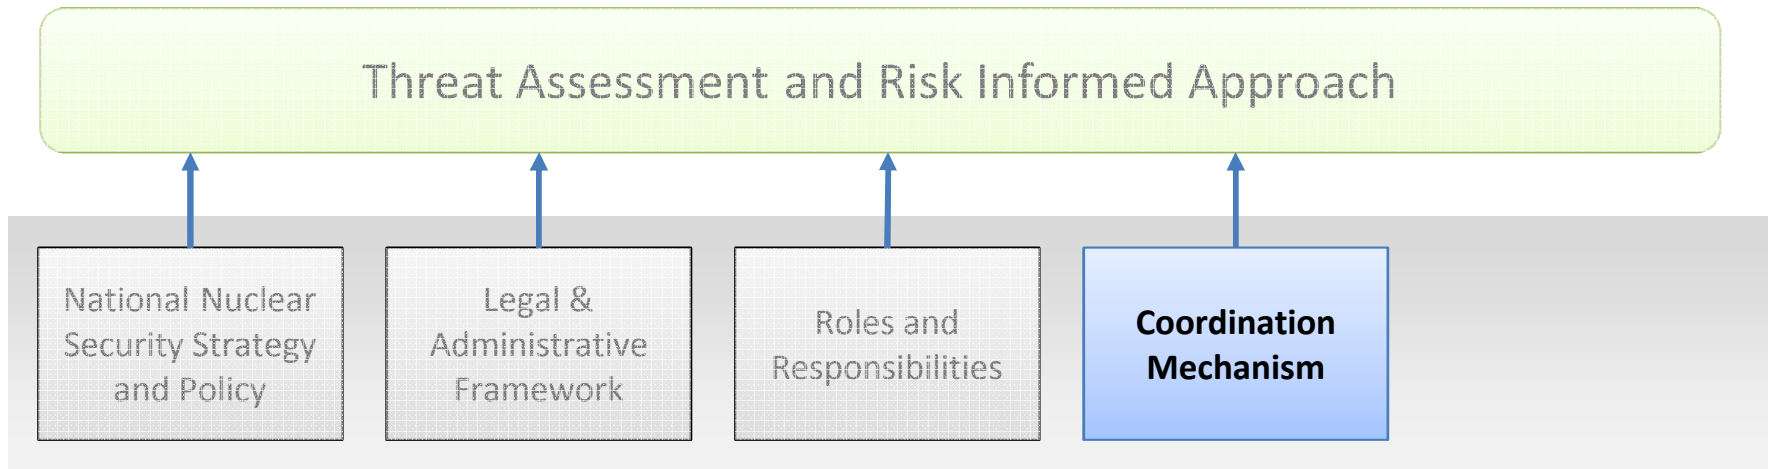 Threat Assessment and Risk Informed Approach
National Nuclear
Security Strategy
and Policy
Legal &
Administrative
Framework
Roles and
Responsibilities
Coordination
Mechanism